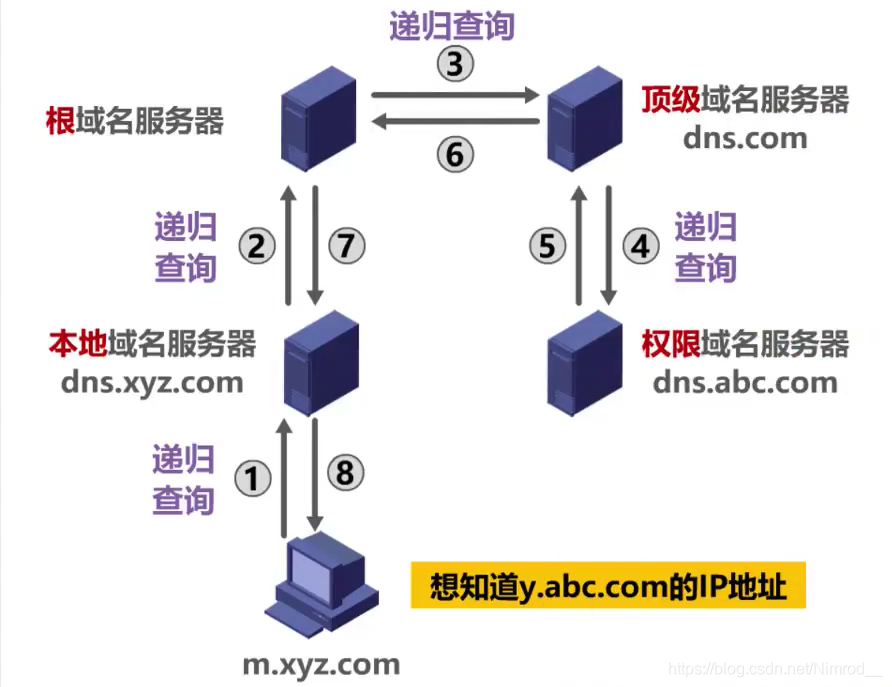 递归查询
③
根域名服务器
顶级域名服务器
dns.com
⑥
递归
查询
②
⑦
⑤
④
递归
查询
本地域名服务器
dns.xyz.com
权限域名服务器
dns.abc.com
递归
查询
①
⑧
想知道y.abc.com的IP地址
m.xyz.com
https://blog.csdn.net/Nimrod__